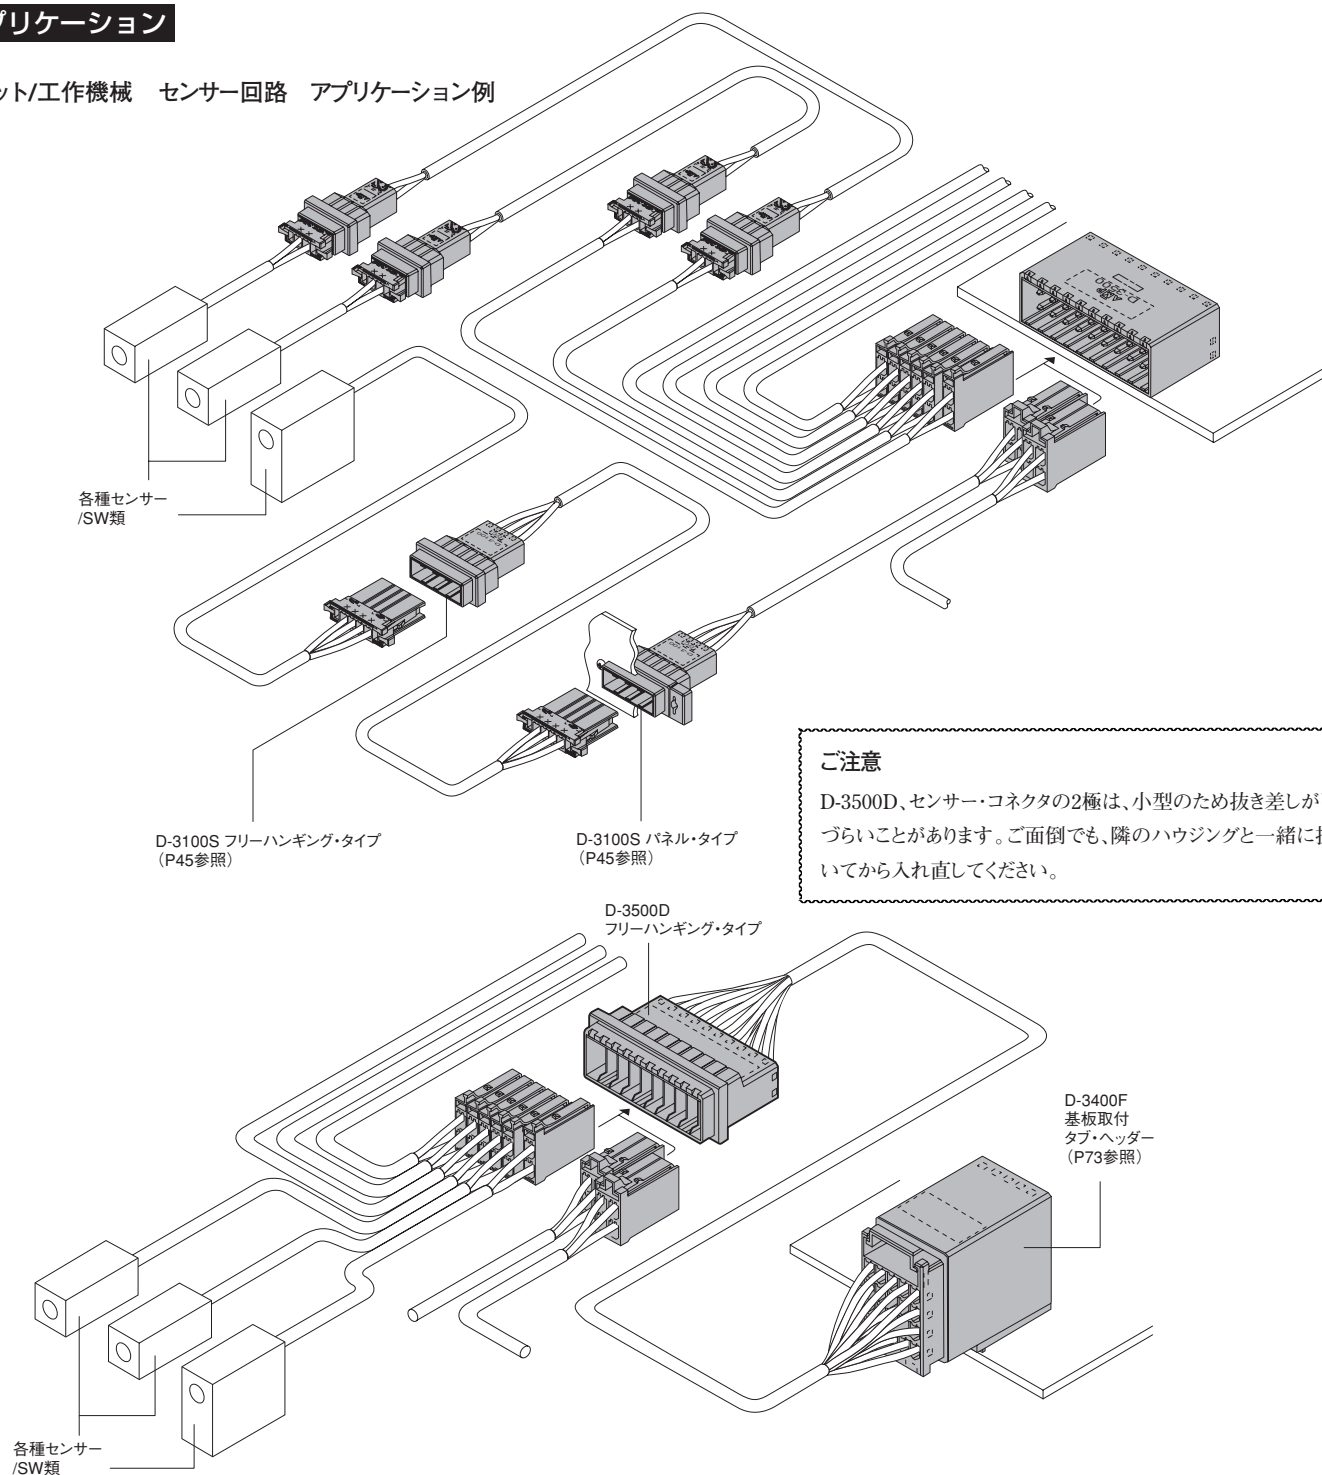 プリケーション
ット/工作機械　センサー回路　アプリケーション例
AMP
D-3500
各種センサー
/SW類
D-3100S フリーハンギング・タイプ
（P45参照）
D-3100S パネル・タイプ
（P45参照）
ご注意
D-3500D、センサー・コネクタの2極は、小型のため抜き差しが
づらいことがあります。ご面倒でも、隣のハウジングと一緒に
いてから入れ直してください。
D-3500D
フリーハンギング・タイプ
D-3400F
基板取付
タブ・ヘッダー
（P73参照）
各種センサー
/SW類